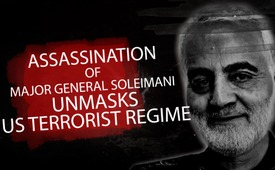 ASSASSINATION
OF
MAJOR GENERAL SOLEIMANI
UNMASKS
US TERRORIST REGIME